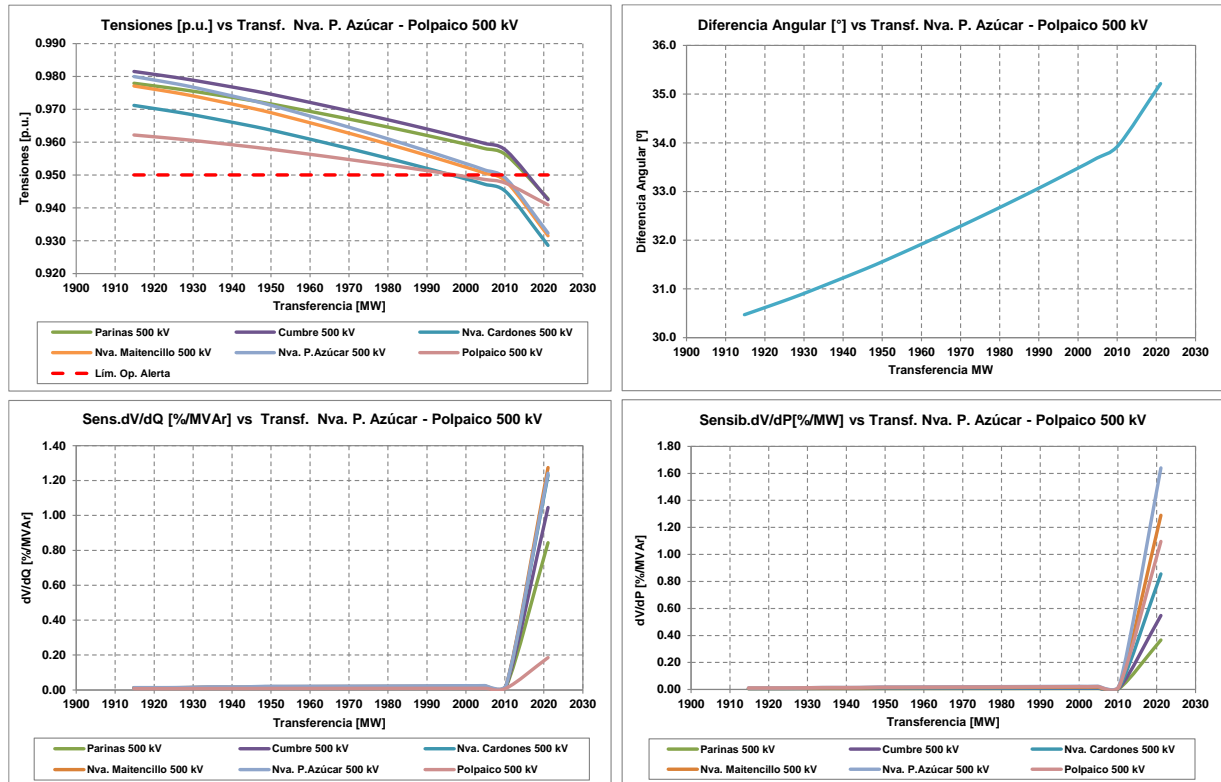 Tensiones [p.u.] vs Transf.  Nva. P. Azúcar - Polpaico 500 kV
Tensiones [p.u.]
0.990
0.980
0.970
0.960
0.950
0.940
0.930
0.920
1900 1910 1920 1930 1940 1950 1960 1970 1980 1990 2000 2010 2020 2030
Transferencia [MW]
Parinas 500 kV
Cumbre 500 kV
Nva. Cardones 500 kV
Nva. Maitencillo 500 kV
Nva. P.Azúcar 500 kV
Polpaico 500 kV
Lím. Op. Alerta
Diferencia Angular [°] vs Transf. Nva. P. Azúcar - Polpaico 500 kV
Diferencia Angular [º]
36.0
35.0
34.0
33.0
32.0
31.0
30.0
1900 1910 1920 1930 1940 1950 1960 1970 1980 1990 2000 2010 2020 2030
Transferencia MW
Sens.dV/dQ [%/MVAr] vs  Transf.  Nva. P. Azúcar - Polpaico 500 kV
dV/dQ [%/MVAr]
1.40
1.20
1.00
0.80
0.60
0.40
0.20
0.00
1900 1910 1920 1930 1940 1950 1960 1970 1980 1990 2000 2010 2020 2030
Transferencia [MW]
Parinas 500 kV
Cumbre 500 kV
Nva. Cardones 500 kV
Nva. Maitencillo 500 kV
Nva. P.Azúcar 500 kV
Polpaico 500 kV
Sensib.dV/dP[%/MW] vs Transf. Nva. P. Azúcar - Polpaico 500 kV
dV/dP [%/MVAr]
1.80
1.60
1.40
1.20
1.00
0.80
0.60
0.40
0.20
0.00
1900 1910 1920 1930 1940 1950 1960 1970 1980 1990 2000 2010 2020 2030
Transferencia [MW]
Parinas 500 kV
Cumbre 500 kV
Nva. Cardones 500 kV
Nva. Maitencillo 500 kV
Nva. P.Azúcar 500 kV
Polpaico 500 kV